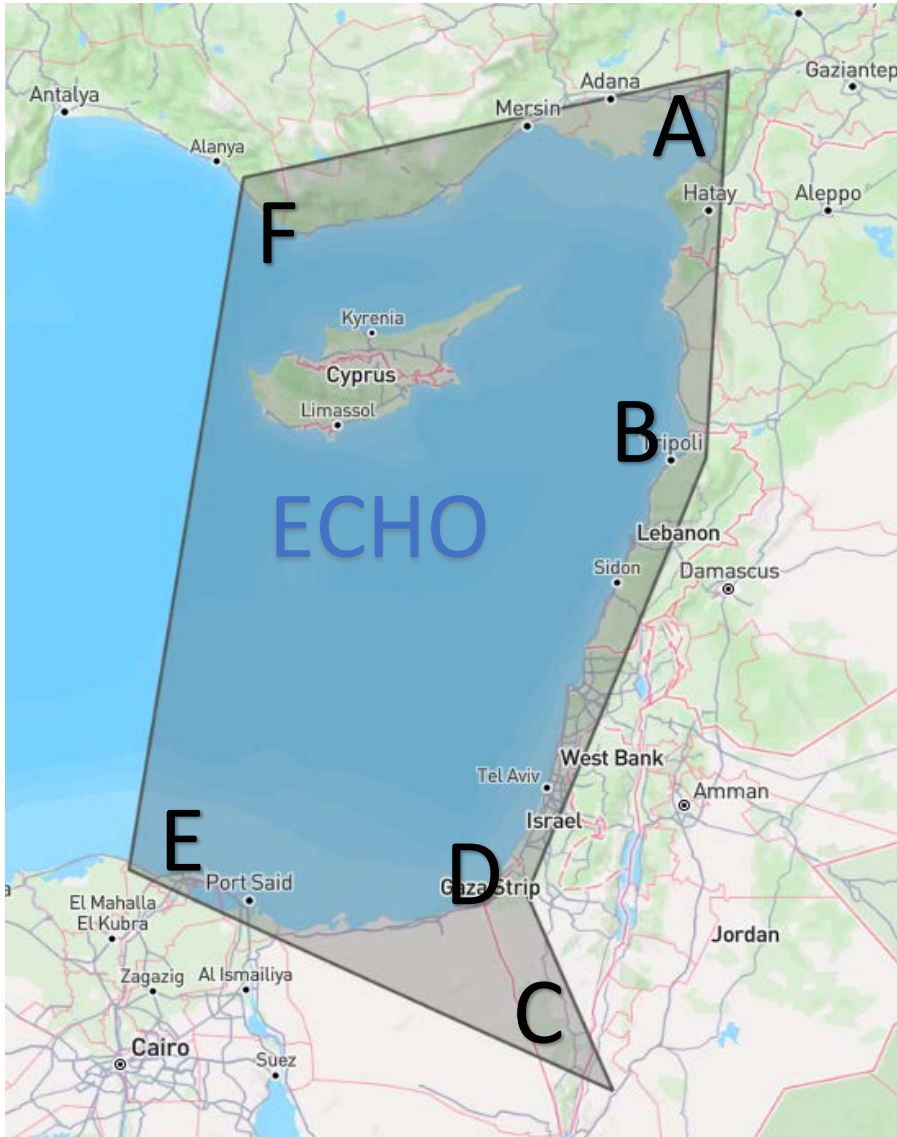 Antalya
Adana
Gaziantep
A
Mersin
Alanya
Hatay
Aleppo
F
Kyrenia
Cyprus
Limassol
B
Tripoli
ECHO
Lebanon
Sidon
Damascus
West Bank
Tel Aviv
Amman
Israel
E
D
Port Said
Gaza Strip
El Mahalla
El Kubra
Jordan
Zagazig
Al Ismailiya
C
Cairo
Suez